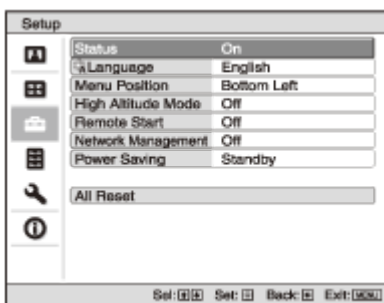 Setup
Status On
Language English
Menu Position Bottom Left
High Altitude Mode Off
Remote Start Off
Network Management Off
Power Saving Standby
All Reset
Sel: Set: Back: Exit: MENU